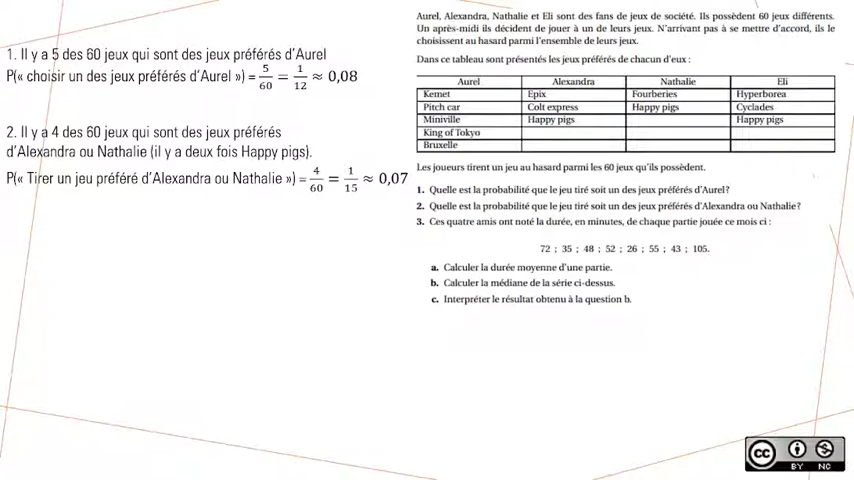 1. Il y a 5 des 60 jeux qui sont des jeux préférés d'Aurel
P(« choisir un des jeux préférés d'Aurel ») = 5/60 = 1/12 ≈ 0,08
2. Il y a 4 des 60 jeux qui sont des jeux préférés
d'Alexandra ou Nathalie (il y a deux fois Happy pigs).
P(« Tirer un jeu préféré d'Alexandra ou Nathalie ») = 4/60 = 1/15 ≈ 0,07
Aurel, Alexandra, Nathalie et Eli sont des fans de jeux de société. Ils possèdent 60 jeux différents.
Un après-midi ils décident de jouer à un de leurs jeux. N'arrivant pas à se mettre d'accord, ils le
choisissent au hasard parmi l'ensemble de leurs jeux.
Dans ce tableau sont présentés les jeux préférés de chacun d'eux :
Aurel Alexandra Nathalie Eli
Kemet Epix Fourberies Hyperborea
Pitch car Colt express Happy pigs Cyclades
Miniville Happy pigs Happy pigs
King of Tokyo
Bruxelle
Les joueurs tirent un jeu au hasard parmi les 60 jeux qu'ils possèdent.
1. Quelle est la probabilité que le jeu tiré soit un des jeux préférés d'Aurel?
2. Quelle est la probabilité que le jeu tiré soit un des jeux préférés d'Alexandra ou Nathalie?
3. Ces quatre amis ont noté la durée, en minutes, de chaque partie jouée ce mois ci :
72 ; 35 ; 48 ; 52 ; 26 ; 55 ; 43 ; 105.
a. Calculer la durée moyenne d'une partie.
b. Calculer la médiane de la série ci-dessus.
c. Interpréter le résultat obtenu à la question b.
cc BY NC